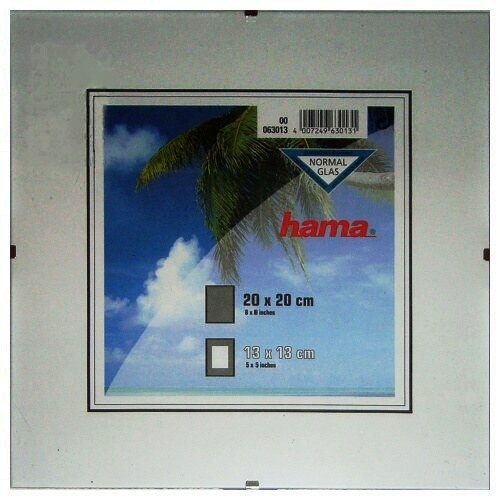 00
063013
4 007249 630131
NORMAL
GLAS
hama®
20 x 20 cm
8 x 8 inches
13 x 13 cm
5 x 5 inches